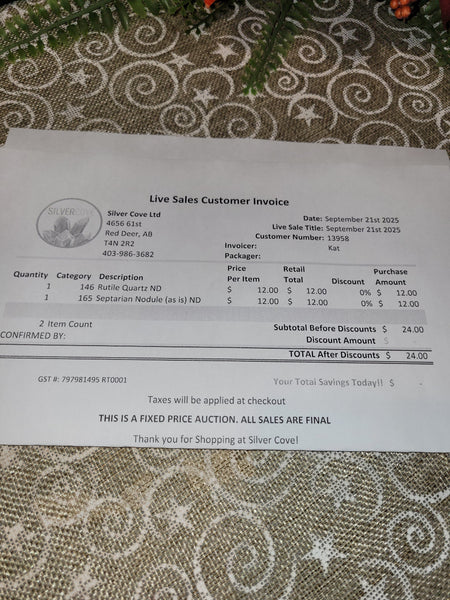 Live Sales Customer Invoice
SILVERCOVE
Silver Cove Ltd
4656 61st
Red Deer, AB
T4N 2R2
403-986-3682
Date: September 21st 2025
Live Sale Title: September 21st 2025
Customer Number: 13958
Invoicer: Kat
Packager:
Quantity Category Description Price Per Item Retail Total Discount Purchase Amount
1 146 Rutile Quartz ND $ 12.00 $ 12.00 0% $ 12.00
1 165 Septarian Nodule (as is) ND $ 12.00 $ 12.00 0% $ 12.00
2 Item Count Subtotal Before Discounts $ 24.00
Discount Amount $ -
CONFIRMED BY:
TOTAL After Discounts $ 24.00
GST #: 797981495 RT0001 Your Total Savings Today!! $ -
Taxes will be applied at checkout
THIS IS A FIXED PRICE AUCTION. ALL SALES ARE FINAL
Thank you for Shopping at Silver Cove!